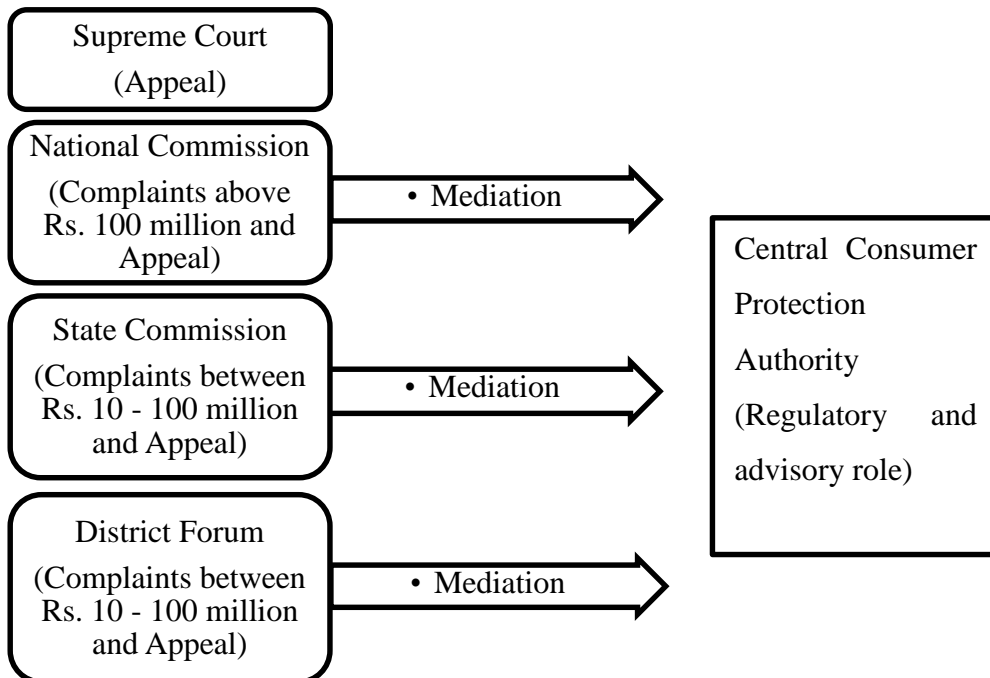 Supreme Court
(Appeal)
National Commission
(Complaints above
Rs. 100 million and
Appeal)
• Mediation
State Commission
(Complaints between
Rs. 10 - 100 million
and Appeal)
• Mediation
District Forum
(Complaints between
Rs. 10 - 100 million
and Appeal)
• Mediation
Central Consumer
Protection
Authority
(Regulatory and
advisory role)